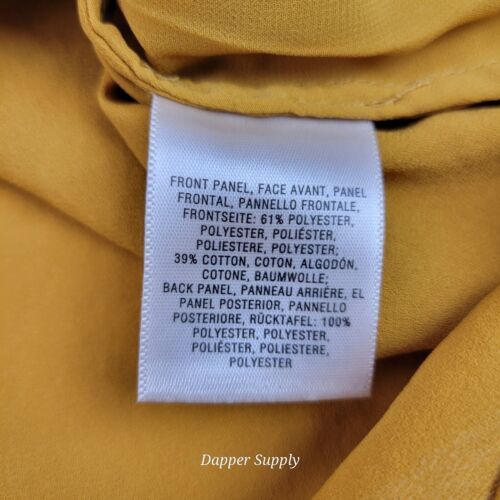 FRONT PANEL, FACE AVANT, PANEL
FRONTAL, PANNELLO FRONTALE,
FRONTSEITE: 61% POLYESTER,
POLYESTER, POLIÉSTER,
POLIESTERE, POLYESTER;
39% COTTON, COTON, ALGODÓN,
COTONE, BAUMWOLLE;
BACK PANEL, PANNEAU ARRIÉRE, EL
PANEL POSTERIOR, PANNELLO
POSTERIORE, RÜCKTAFEL: 100%
POLYESTER, POLYESTER,
POLIÉSTER, POLIESTERE,
POLYESTER
Dapper Supply